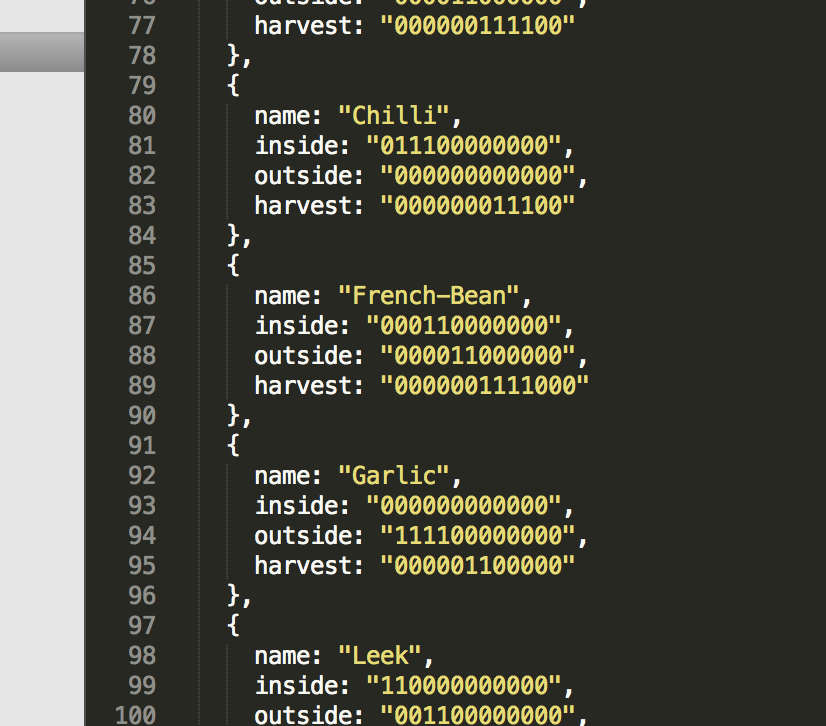 76 outside: "000011000000",
77 harvest: "000000111100"
78 },
79 {
80 name: "Chilli",
81 inside: "011100000000",
82 outside: "000000000000",
83 harvest: "000000011100"
84 },
85 {
86 name: "French-Bean",
87 inside: "000110000000",
88 outside: "000011000000",
89 harvest: "0000001111000"
90 },
91 {
92 name: "Garlic",
93 inside: "000000000000",
94 outside: "111100000000",
95 harvest: "000001100000"
96 },
97 {
98 name: "Leek",
99 inside: "110000000000",
100 outside: "001100000000",